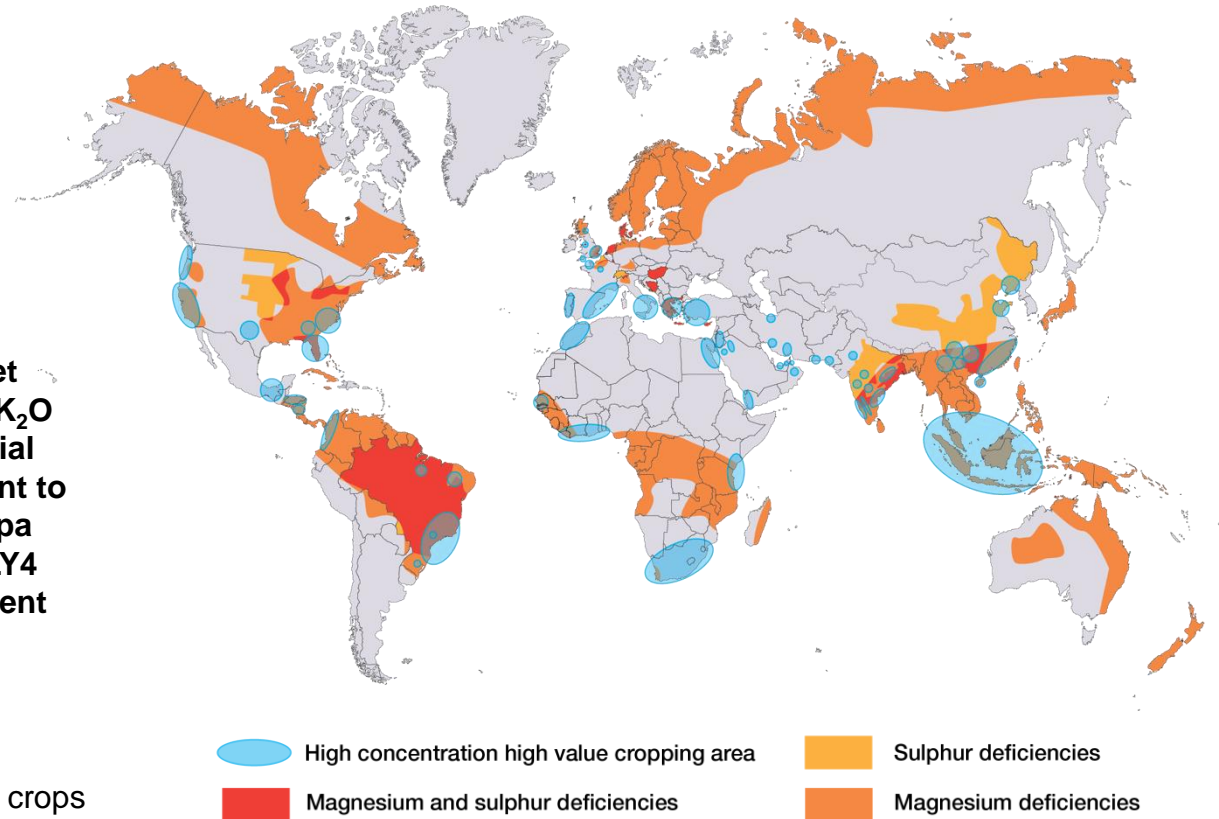 et
K₂O
ial
nt to
pa
Y4
ent
crops
High concentration high value cropping area
Sulphur deficiencies
Magnesium and sulphur deficiencies
Magnesium deficiencies